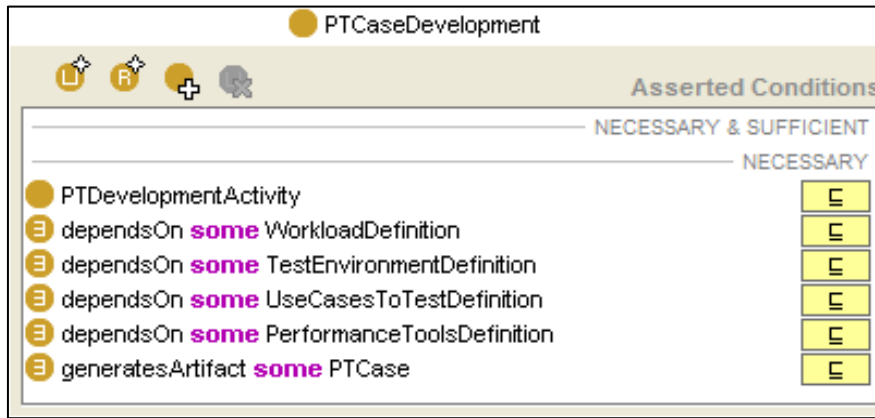 PTCaseDevelopment
Asserted Conditions
NECESSARY & SUFFICIENT
NECESSARY
PTDevelopmentActivity ⊑
∃ dependsOn some WorkloadDefinition ⊑
∃ dependsOn some TestEnvironmentDefinition ⊑
∃ dependsOn some UseCasesToTestDefinition ⊑
∃ dependsOn some PerformanceToolsDefinition ⊑
∃ generatesArtifact some PTCase ⊑